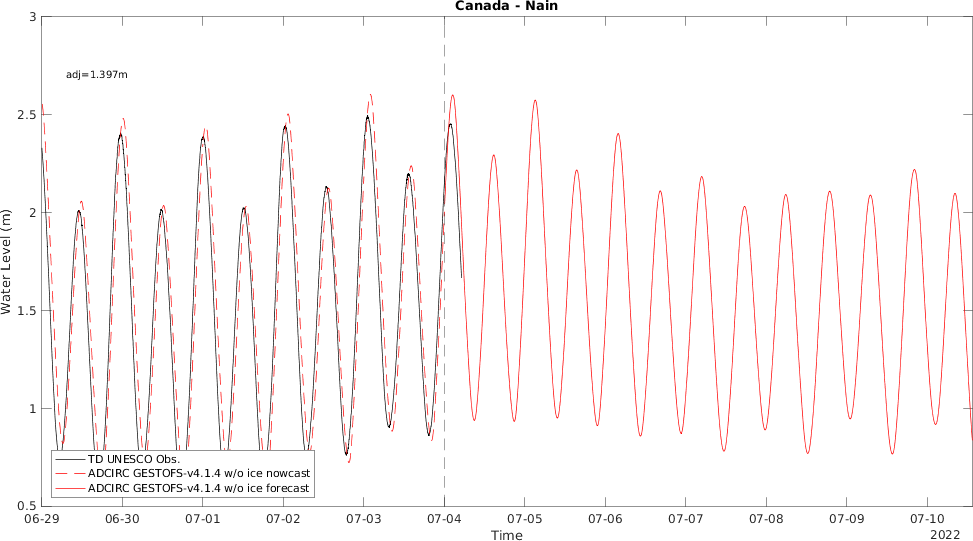 Canada - Nain
adj=1.397m
Water Level (m)
3
2.5
2
1.5
1
0.5
TD UNESCO Obs.
ADCIRC GESTOFS-v4.1.4 w/o ice nowcast
ADCIRC GESTOFS-v4.1.4 w/o ice forecast
06-29 06-30 07-01 07-02 07-03 07-04 07-05 07-06 07-07 07-08 07-09 07-10
Time
2022